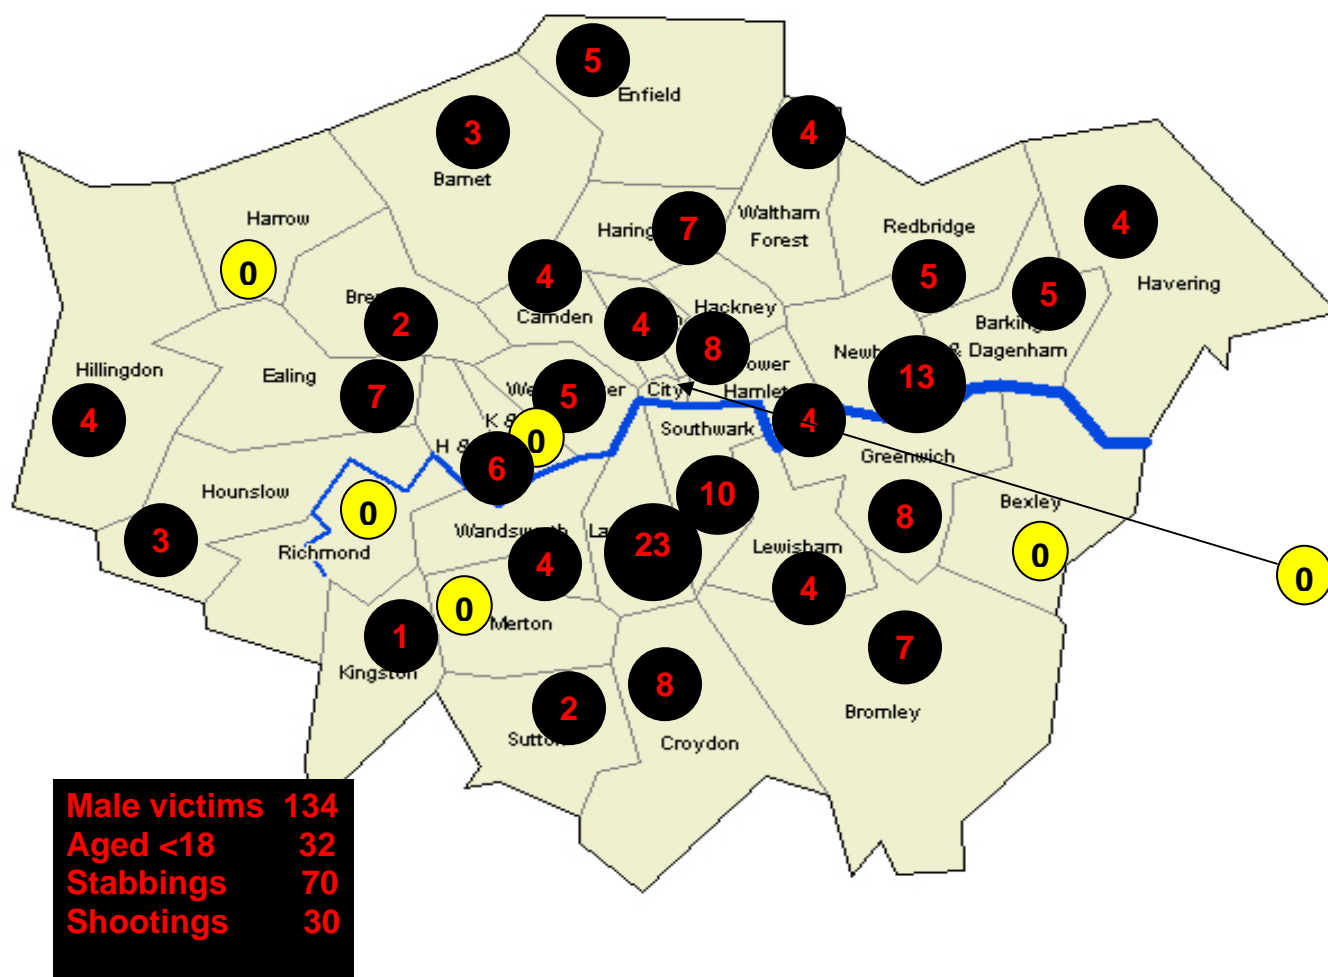 5
Enfield
3
4
Barnet
Harrow
7
Waltham
Forest
Redbridge
4
Haring
0
4
5
5
Havering
Bre
Camden
4
Hackney
Barking
2
8
Newh
& Dagenham
Hillingdon
Ealing
ower
13
We
5
er
City
Hamlet
7
4
K &
0
Southwark
4
H &
6
Greenwich
Hounslow
10
Bexley
0
8
3
Richmond
Wandsworth
La
23
Lewisham
0
4
4
0
0
Merton
1
7
Kingston
8
2
Bromley
Sutton
Croydon
Male victims 134
Aged <18 32
Stabbings 70
Shootings 30